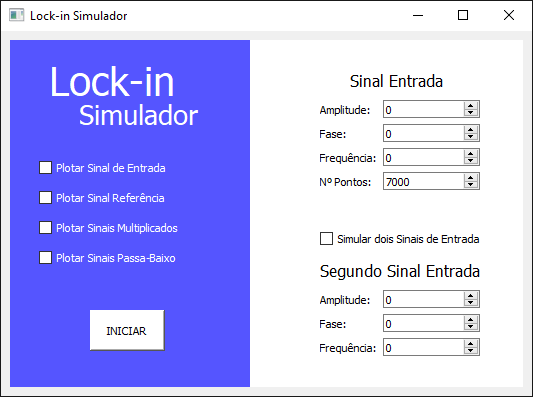 Lock-in Simulador
Lock-in
Simulador
Plotar Sinal de Entrada
Plotar Sinal Referência
Plotar Sinais Multiplicados
Plotar Sinais Passa-Baixo
INICIAR
Sinal Entrada
Amplitude: 0
Fase: 0
Frequência: 0
Nº Pontos: 7000
Simular dois Sinais de Entrada
Segundo Sinal Entrada
Amplitude: 0
Fase: 0
Frequência: 0